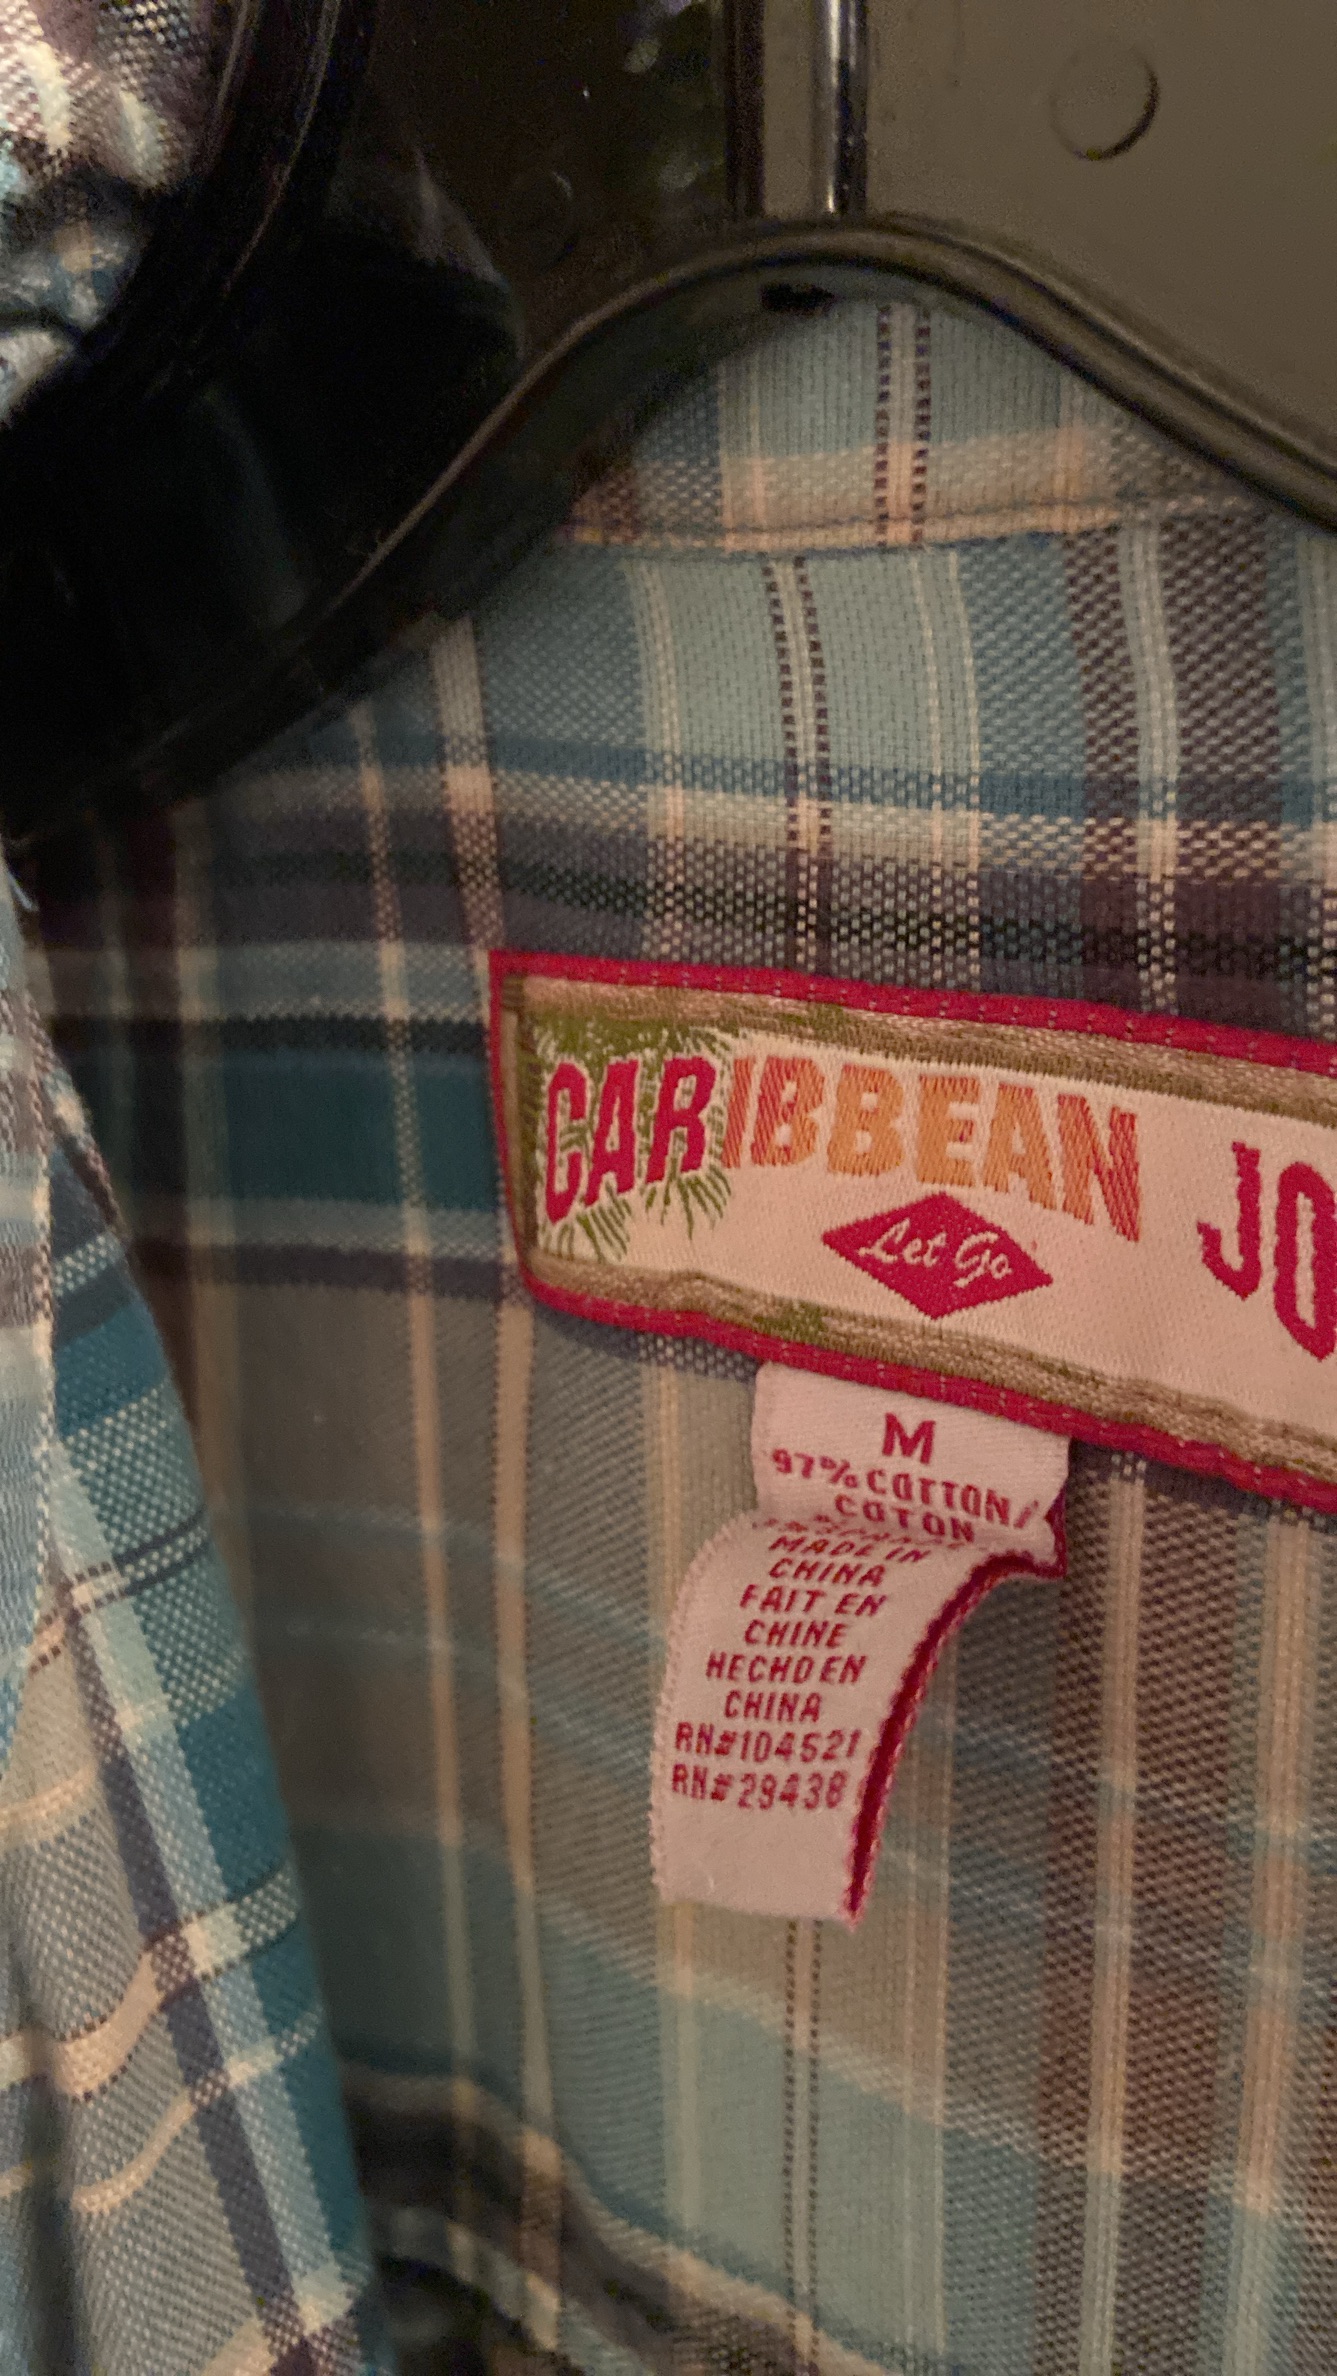 CARIBBEAN JO
Let Go
M
97% COTTON/
COTON
MADE IN
CHINA
FAIT EN
CHINE
HECHO EN
CHINA
RN#104521
RN#29438